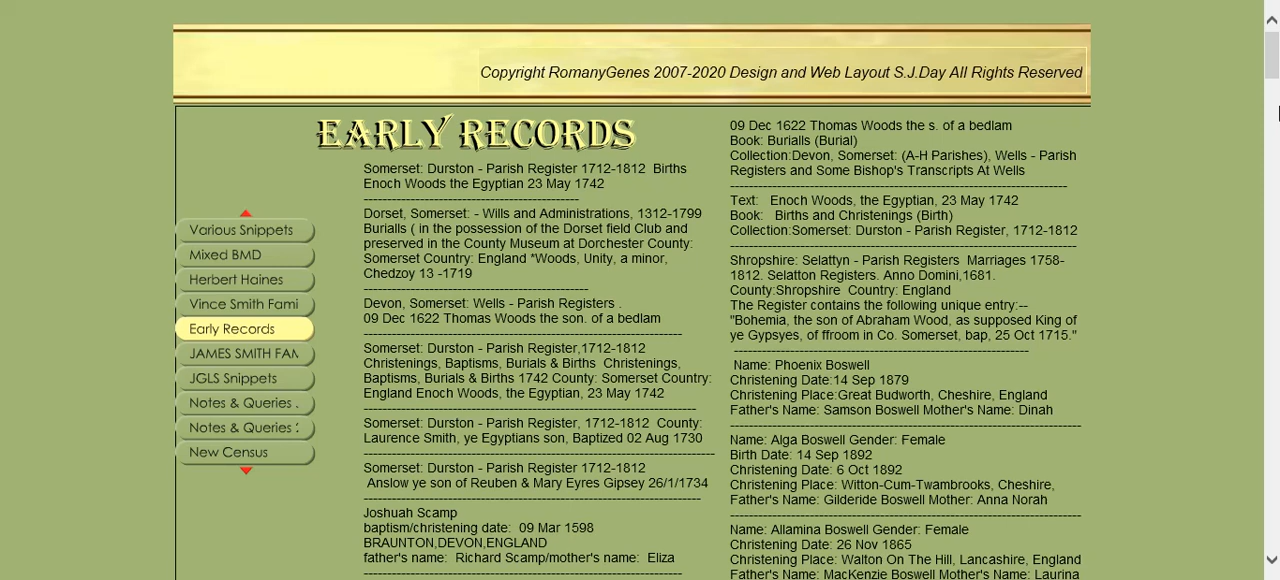 Copyright RomanyGenes 2007-2020 Design and Web Layout S.J.Day All Rights Reserved
EARLY RECORDS
Various Snippets
Mixed BMD
Herbert Haines
Vince Smith Fami
Early Records
JAMES SMITH FAM
JGLS Snippets
Notes & Queries .
Notes & Queries 2
New Census
Somerset: Durston - Parish Register 1712-1812 Births
Enoch Woods the Egyptian 23 May 1742
----------------------------------------------
Dorset, Somerset: - Wills and Administrations, 1312-1799
Burialls ( in the possession of the Dorset field Club and
preserved in the County Museum at Dorchester County:
Somerset Country: England *Woods, Unity, a minor,
Chedzoy 13 -1719
------------------------------------------------
Devon, Somerset: Wells - Parish Registers .
09 Dec 1622 Thomas Woods the son. of a bedlam
--------------------------------------------------------------------
Somerset: Durston - Parish Register,1712-1812
Christenings, Baptisms, Burials & Births Christenings,
Baptisms, Burials & Births 1742 County: Somerset Country:
England Enoch Woods, the Egyptian, 23 May 1742
-----------------------------------------------------------------------
Somerset: Durston - Parish Register, 1712-1812 County:
Laurence Smith, ye Egyptians son, Baptized 02 Aug 1730
---------------------------------------------------------------------------
Somerset: Durston - Parish Register 1712-1812
Anslow ye son of Reuben & Mary Eyres Gipsey 26/1/1734
------------------------------------------------------------------------
Joshuah Scamp
baptism/christening date: 09 Mar 1598
BRAUNTON,DEVON,ENGLAND
father's name: Richard Scamp/mother's name: Eliza
--------------------------------------------------------------------
09 Dec 1622 Thomas Woods the s. of a bedlam
Book: Burialls (Burial)
Collection:Devon, Somerset: (A-H Parishes), Wells - Parish
Registers and Some Bishop's Transcripts At Wells
------------------------------------------------------------------------
Text: Enoch Woods, the Egyptian, 23 May 1742
Book: Births and Christenings (Birth)
Collection:Somerset: Durston - Parish Register, 1712-1812
--------------------------------------------------------------------------
Shropshire: Selattyn - Parish Registers Marriages 1758-
1812. Selatton Registers. Anno Domini,1681.
County:Shropshire Country: England
The Register contains the following unique entry:--
"Bohemia, the son of Abraham Wood, as supposed King of
ye Gypsyes, of ffroom in Co. Somerset, bap, 25 Oct 1715."
---------------------------------------------------------------
Name: Phoenix Boswell
Christening Date:14 Sep 1879
Christening Place:Great Budworth, Cheshire, England
Father's Name: Samson Boswell Mother's Name: Dinah
---------------------------------------------------------------------------
Name: Alga Boswell Gender: Female
Birth Date: 14 Sep 1892
Christening Date: 6 Oct 1892
Christening Place: Witton-Cum-Twambrooks, Cheshire,
Father's Name: Gilderide Boswell Mother: Anna Norah
---------------------------------------------------------------------------
Name: Allamina Boswell Gender: Female
Christening Date: 26 Nov 1865
Christening Place: Walton On The Hill, Lancashire, England
Father's Name: MacKenzie Boswell Mother's Name: Laurina